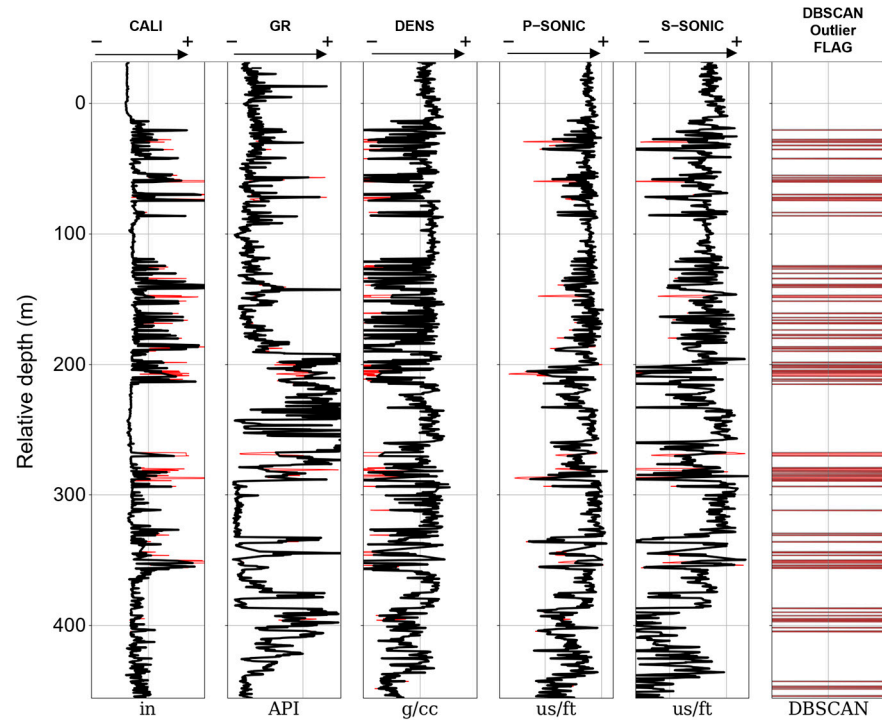 CALI GR DENS P−SONIC S−SONIC DBSCAN
Outlier
FLAG
− + − + − + − + − +
Relative depth (m)
0
100
200
300
400
in API g/cc us/ft us/ft DBSCAN